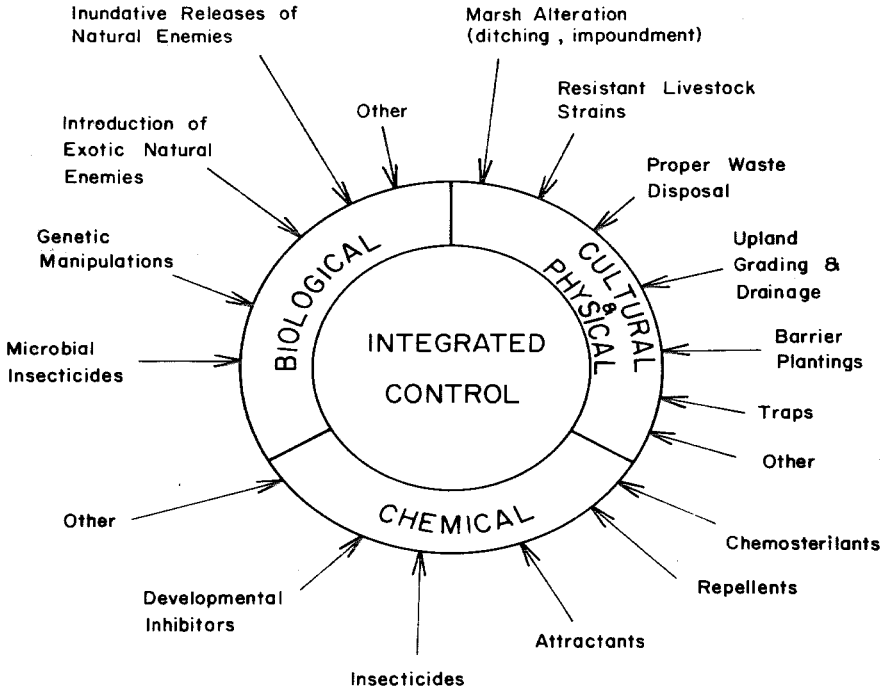 Inundative Releases of
Natural Enemies
Marsh Alteration
(ditching , impoundment)
Other
Resistant Livestock
Strains
Introduction of
Exotic Natural
Enemies
Proper Waste
Disposal
Genetic
Manipulations
Upland
Grading &
Drainage
BIOLOGICAL
CULTURAL
&
PHYSICAL
Microbial
Insecticides
INTEGRATED
CONTROL
Barrier
Plantings
Traps
Other
Other
CHEMICAL
Chemosterilants
Repellents
Developmental
Inhibitors
Attractants
Insecticides